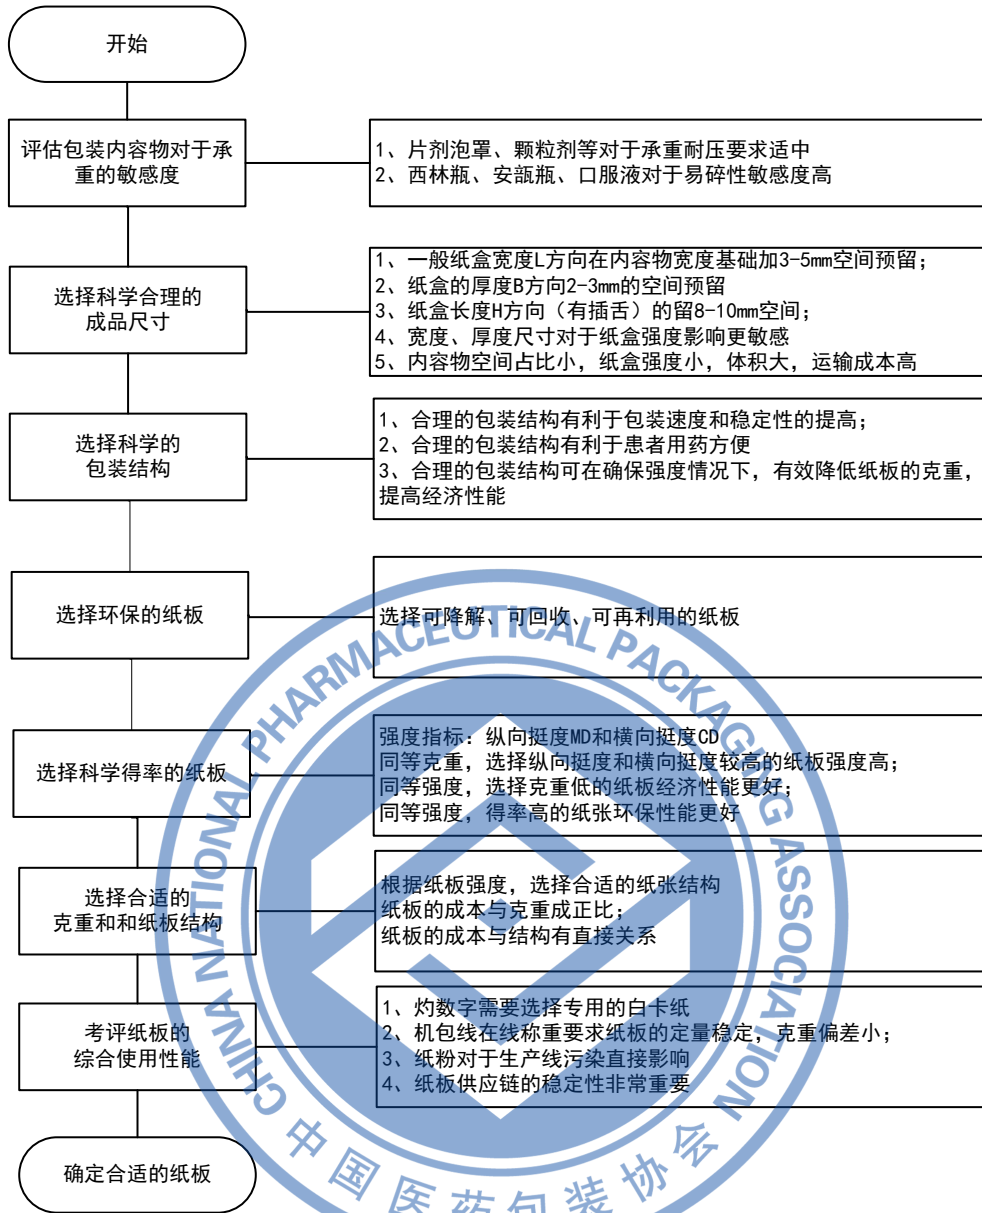 开始
评估包装内容物对于承
重的敏感度
1、片剂泡罩、颗粒剂等对于承重耐压要求适中
2、西林瓶、安瓿瓶、口服液对于易碎性敏感度高
选择科学合理的
成品尺寸
1、一般纸盒宽度L方向在内容物宽度基础加3-5mm空间预留;
2、纸盒的厚度B方向2-3mm的空间预留
3、纸盒长度H方向（有插舌）的留8-10mm空间;
4、宽度、厚度尺寸对于纸盒强度影响更敏感
5、内容物空间占比小，纸盒强度小，体积大，运输成本高
选择科学的
包装结构
1、合理的包装结构有利于包装速度和稳定性的提高;
2、合理的包装结构有利于患者用药方便
3、合理的包装结构可在确保强度情况下，有效降低纸板的克重，
提高经济性能
选择环保的纸板
选择可降解、可回收、可再利用的纸板
选择科学得率的纸板
强度指标：纵向挺度MD和横向挺度CD
同等克重，选择纵向挺度和横向挺度较高的纸板强度高;
同等强度，选择克重低的纸板经济性能更好;
同等强度，得率高的纸张环保性能更好
选择合适的
克重和和纸板结构
根据纸板强度，选择合适的纸张结构
纸板的成本与克重成正比;
纸板的成本与结构有直接关系
考评纸板的
综合使用性能
1、灼数字需要选择专用的白卡纸
2、机包线在线称重要求纸板的定量稳定，克重偏差小;
3、纸粉对于生产线污染直接影响
4、纸板供应链的稳定性非常重要
确定合适的纸板
CHINA NATIONAL PHARMACEUTICAL PACKAGING ASSOCIATION
中国医药包装协会